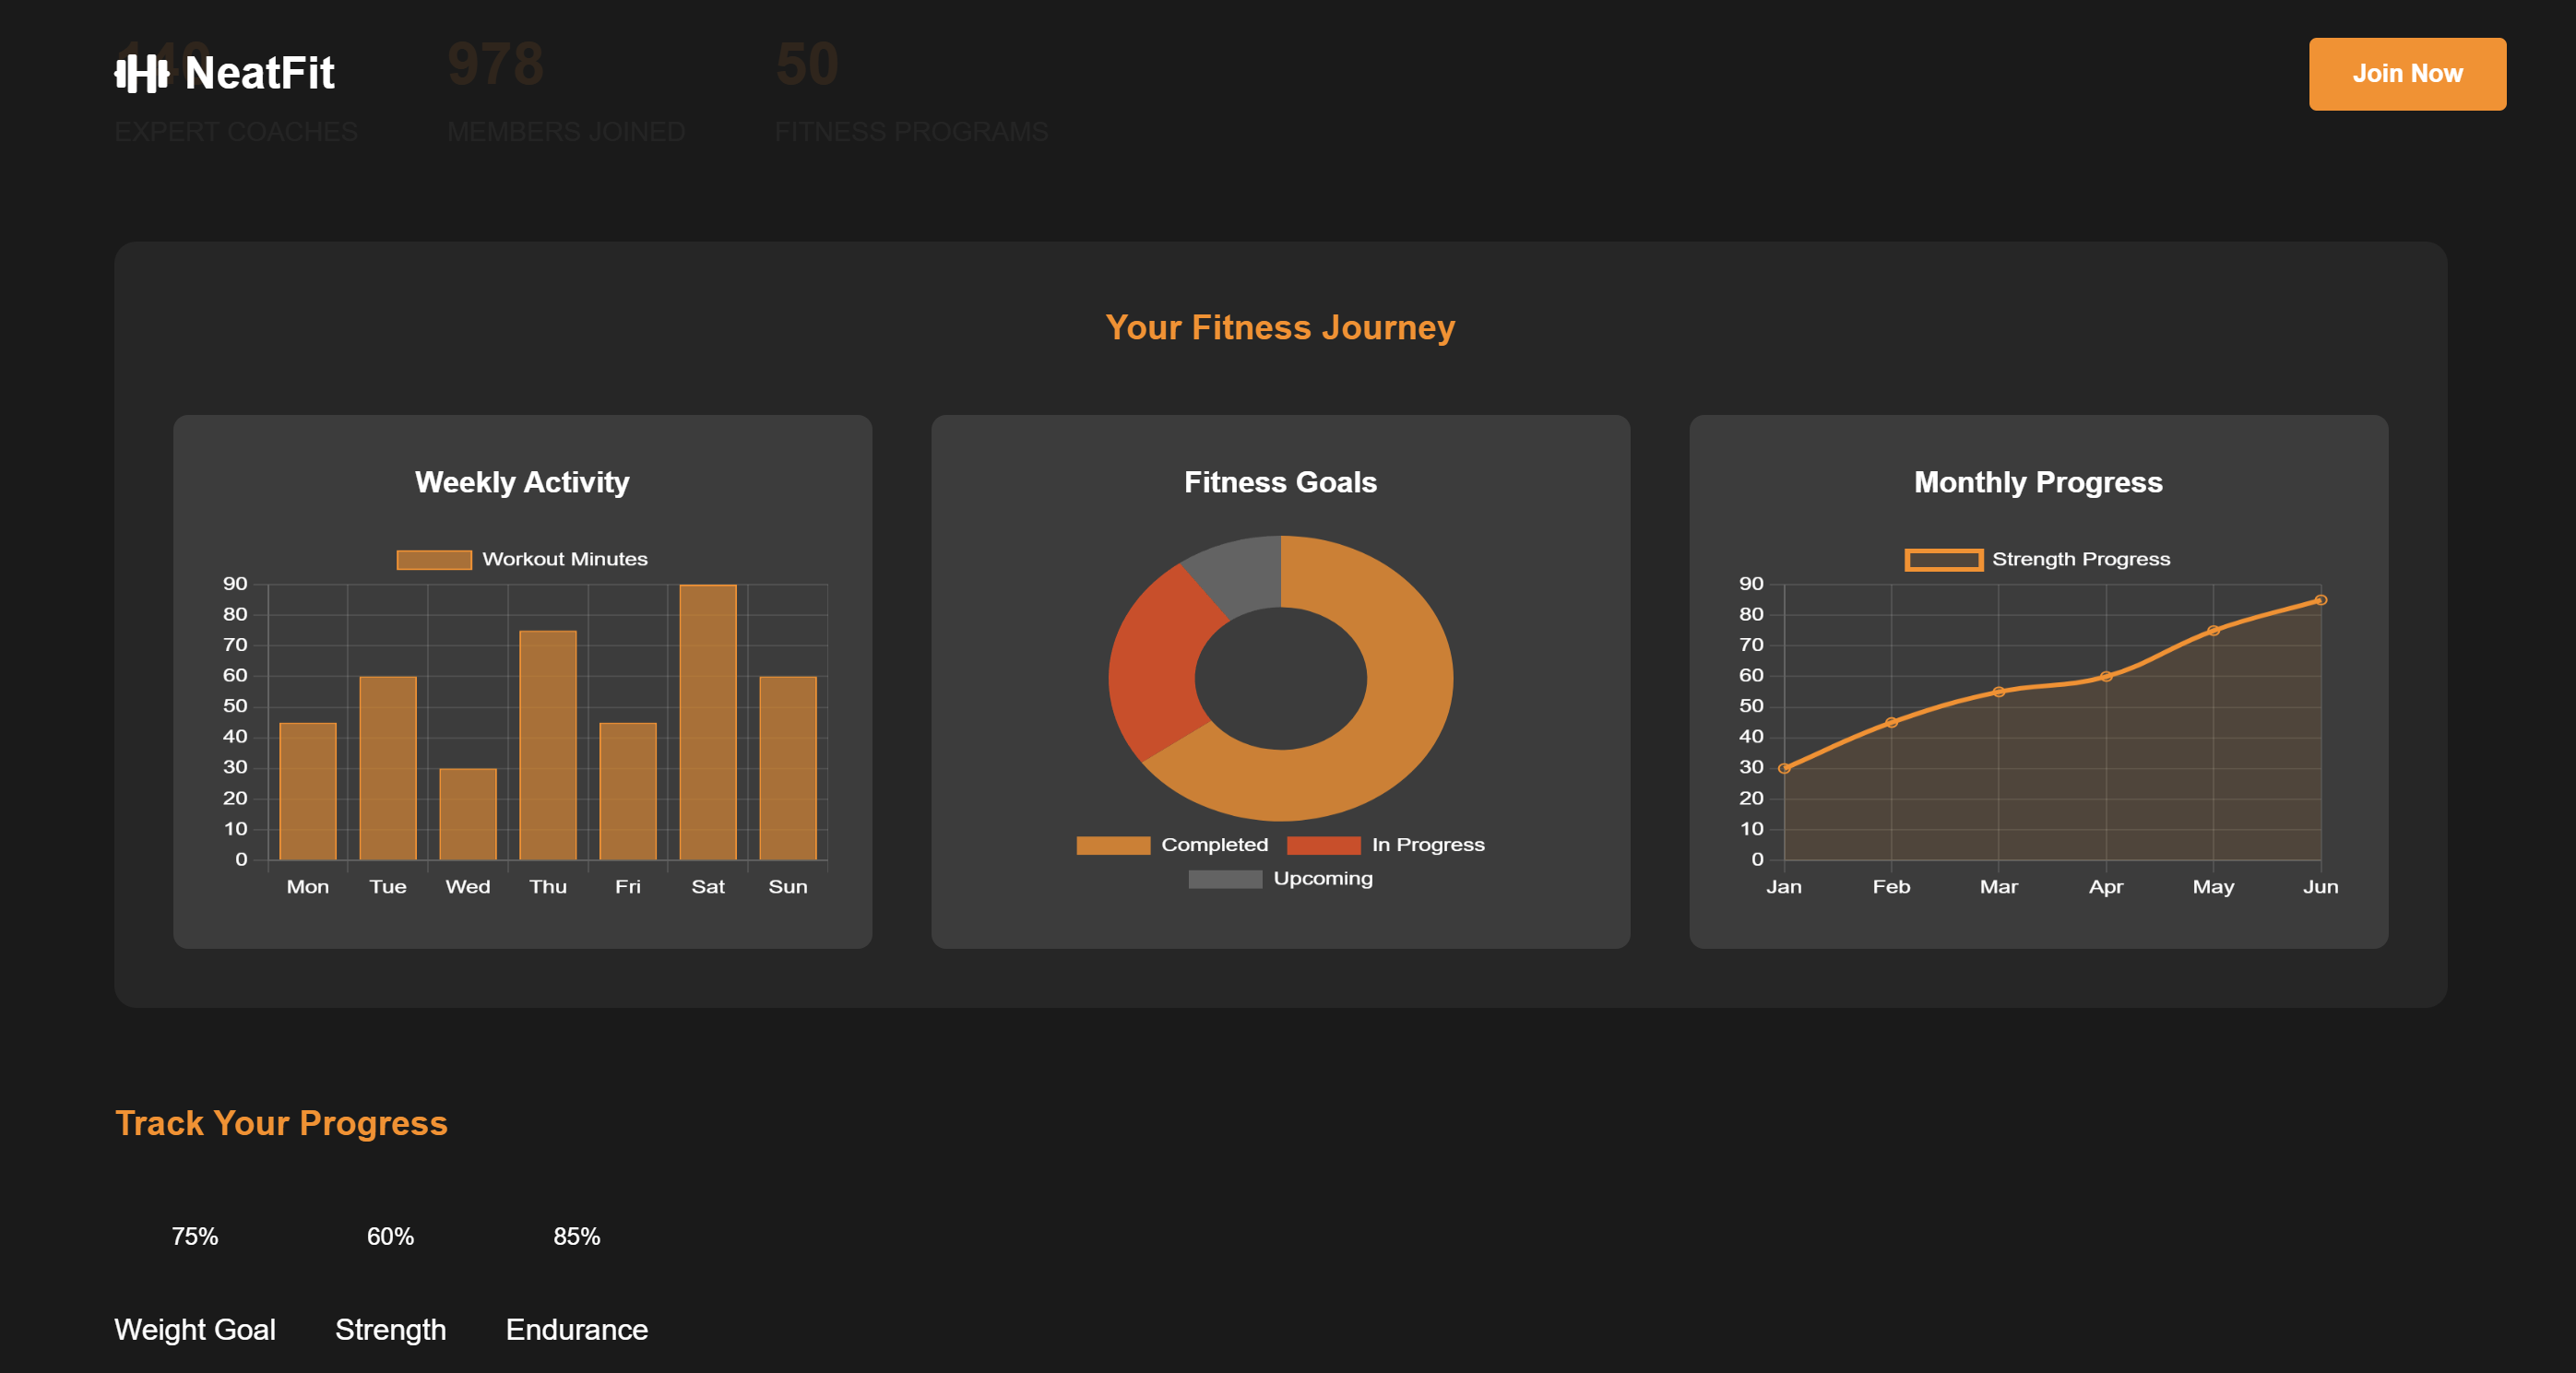 NeatFit
978
50
Join Now
EXPERT COACHES
MEMBERS JOINED
FITNESS PROGRAMS
Your Fitness Journey
Weekly Activity
Workout Minutes
90
80
70
60
50
40
30
20
10
0
Mon Tue Wed Thu Fri Sat Sun
Fitness Goals
Completed In Progress
Upcoming
Monthly Progress
Strength Progress
90
80
70
60
50
40
30
20
10
0
Jan Feb Mar Apr May Jun
Track Your Progress
75% 60% 85%
Weight Goal Strength Endurance